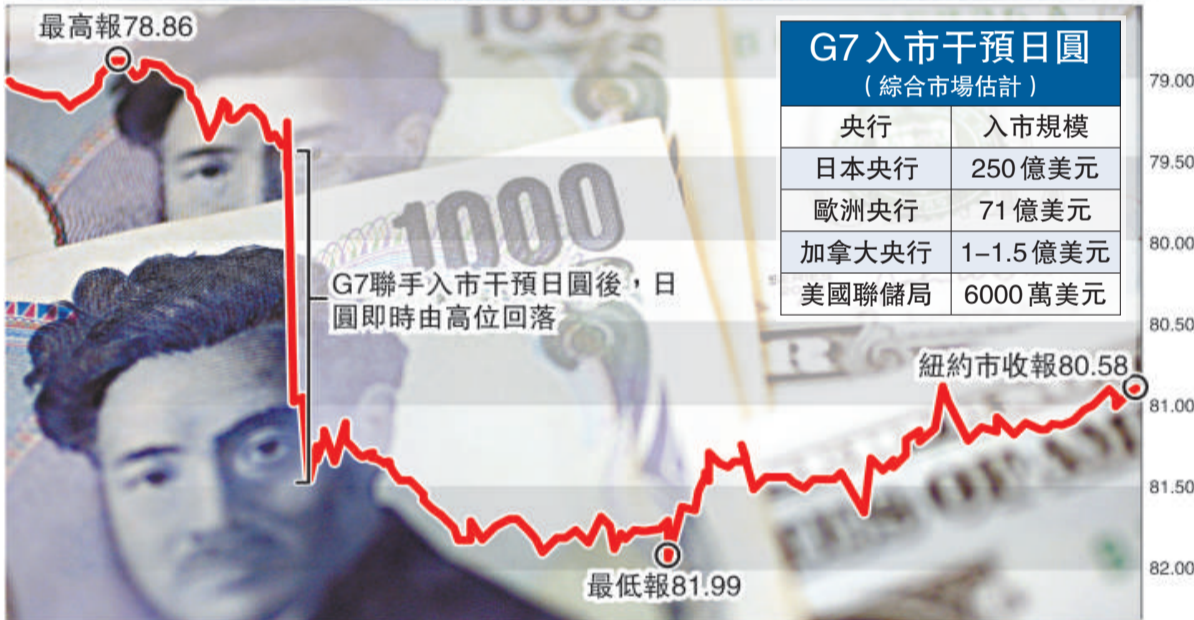 最高報78.86
G7聯手入市干預日圓後，日
圓即時由高位回落
最低報81.99
紐約市收報80.58
G7入市干預日圓
（綜合市場估計）
央行 入市規模
日本央行 250億美元
歐洲央行 71億美元
加拿大央行 1–1.5億美元
美國聯儲局 6000萬美元
79.00
79.50
80.00
80.50
81.00
81.50
82.00
1000